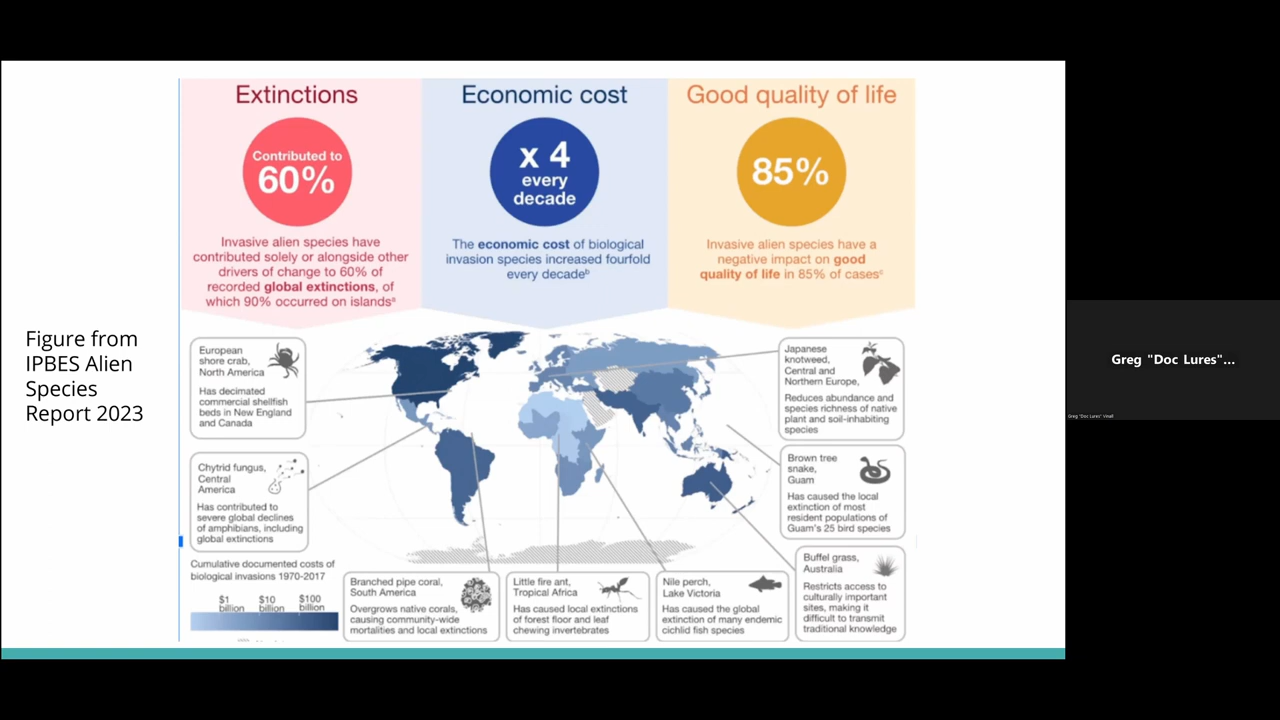 Figure from
IPBES Alien
Species
Report 2023
Extinctions
Contributed to
60%
Invasive alien species have
contributed solely or alongside other
drivers of change to 60% of
recorded global extinctions, of
which 90% occurred on islandsa
Economic cost
x 4
every
decade
The economic cost of biological
invasion species increased fourfold
every decadeb
Good quality of life
85%
Invasive alien species have a
negative impact on good
quality of life in 85% of casesc
European
shore crab,
North America
Has decimated
commercial shellfish
beds in New England
and Canada
Chytrid fungus,
Central
America
Has contributed to
severe global declines
of amphibians, including
global extinctions
Cumulative documented costs of
biological invasions 1970-2017
$1
billion
$10
billion
$100
billion
Branched pipe coral,
South America
Overgrows native corals,
causing community-wide
mortalities and local extinctions
Little fire ant,
Tropical Africa
Has caused local extinctions
of forest floor and leaf
chewing invertebrates
Nile perch,
Lake Victoria
Has caused the global
extinction of many endemic
cichlid fish species
Japanese
knotweed,
Central and
Northern Europe,
Reduces abundance and
species richness of native
plant and soil-inhabiting
species
Brown tree
snake,
Guam
Has caused the local
extinction of most
resident populations of
Guam's 25 bird species
Buffel grass,
Australia
Restricts access to
culturally important
sites, making it
difficult to transmit
traditional knowledge
Greg "Doc Lures"...
Greg "Doc Lures" Vinall